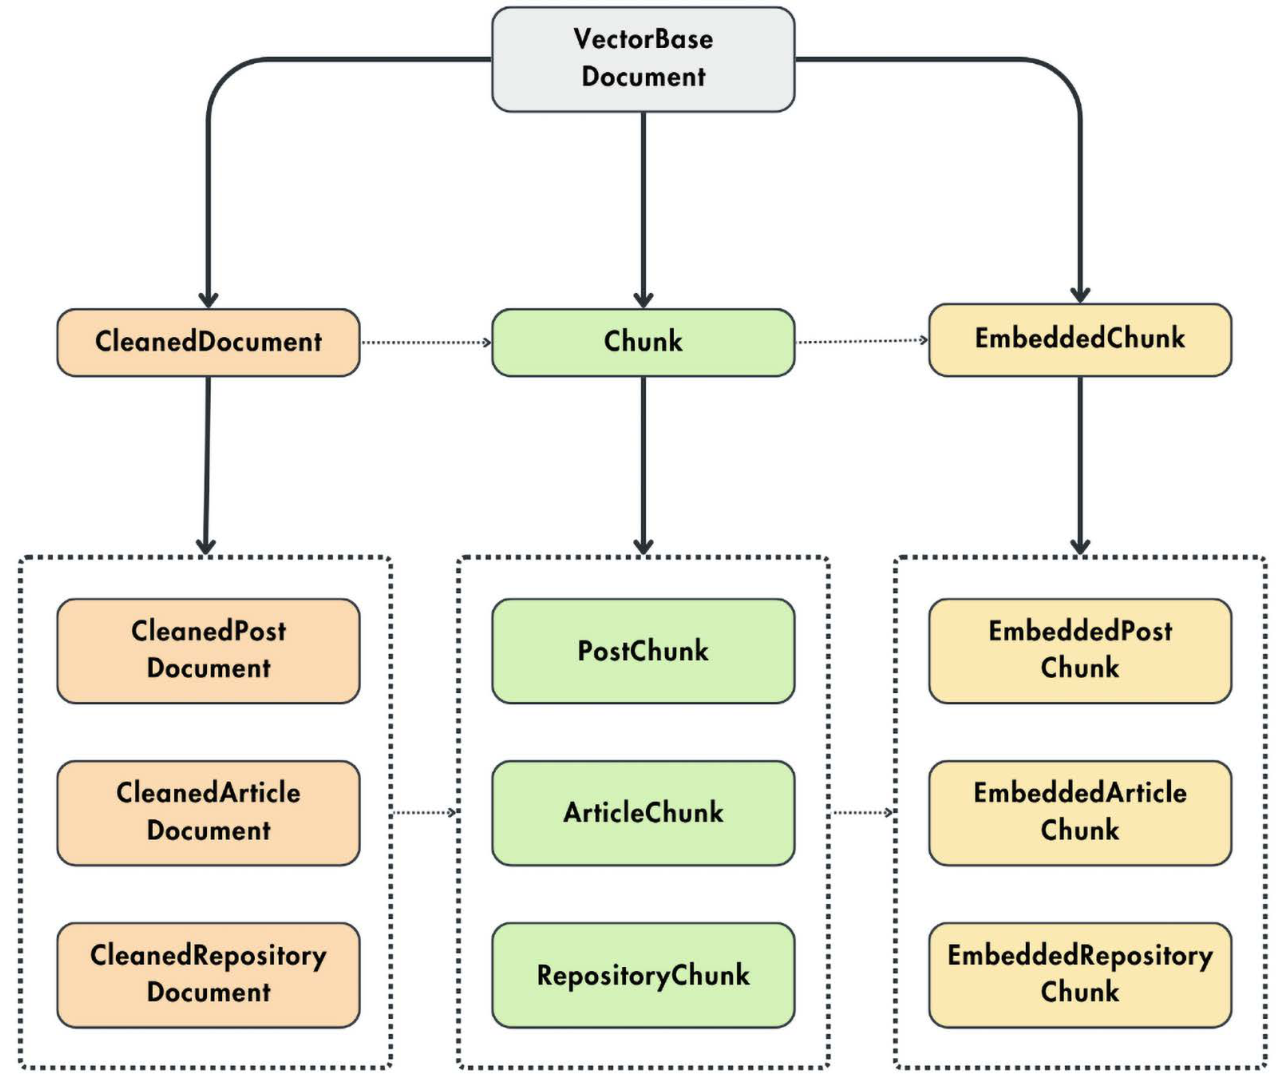 VectorBase
Document
CleanedDocument
Chunk
EmbeddedChunk
CleanedPost
Document
PostChunk
EmbeddedPost
Chunk
CleanedArticle
Document
ArticleChunk
EmbeddedArticle
Chunk
CleanedRepository
Document
RepositoryChunk
EmbeddedRepository
Chunk